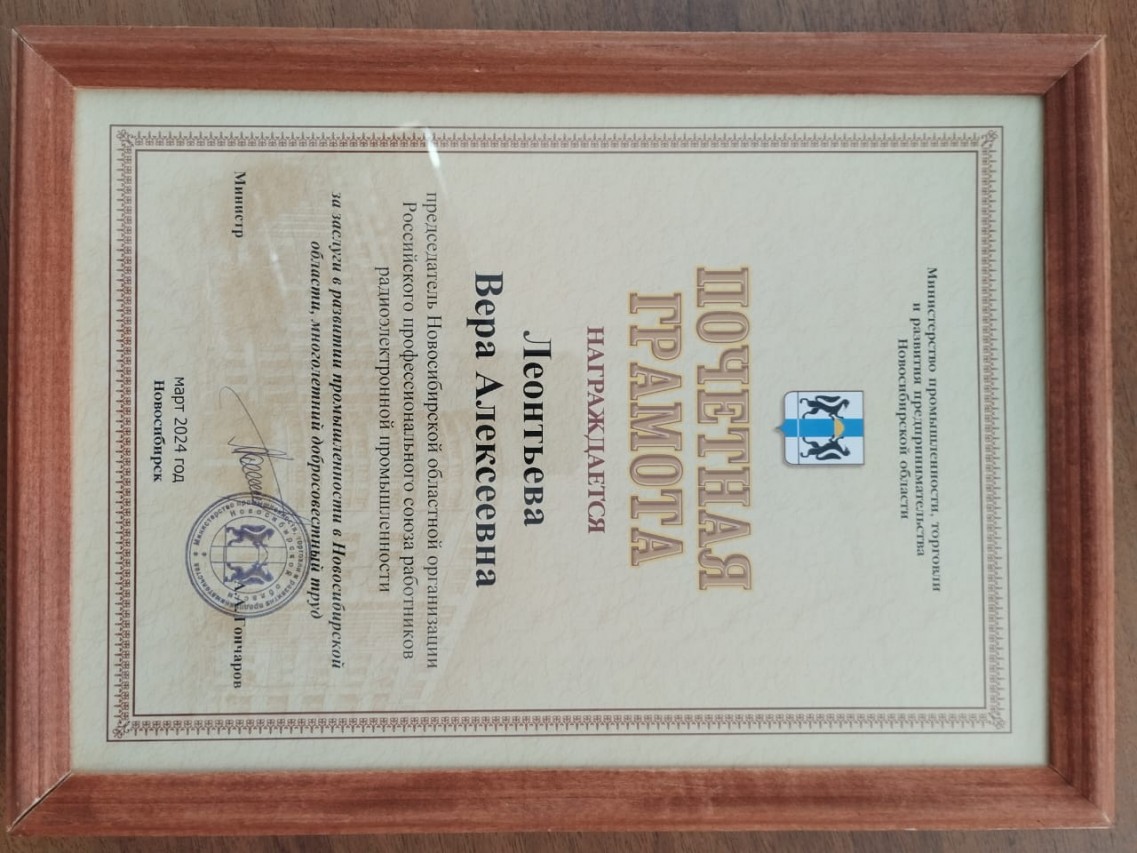 Министерство промышленности, торговли
и развития предпринимательства
Новосибирской области
ПОЧЕТНАЯ
ГРАМОТА
НАГРАЖДАЕТСЯ
Леонтьева
Вера Алексеевна
председатель Новосибирской областной организации
Российского профессионального союза работников
радиоэлектронной промышленности
за заслуги в развитии промышленности в Новосибирской
области, многолетний добросовестный труд
Министр Гончаров
март 2024 год
Новосибирск